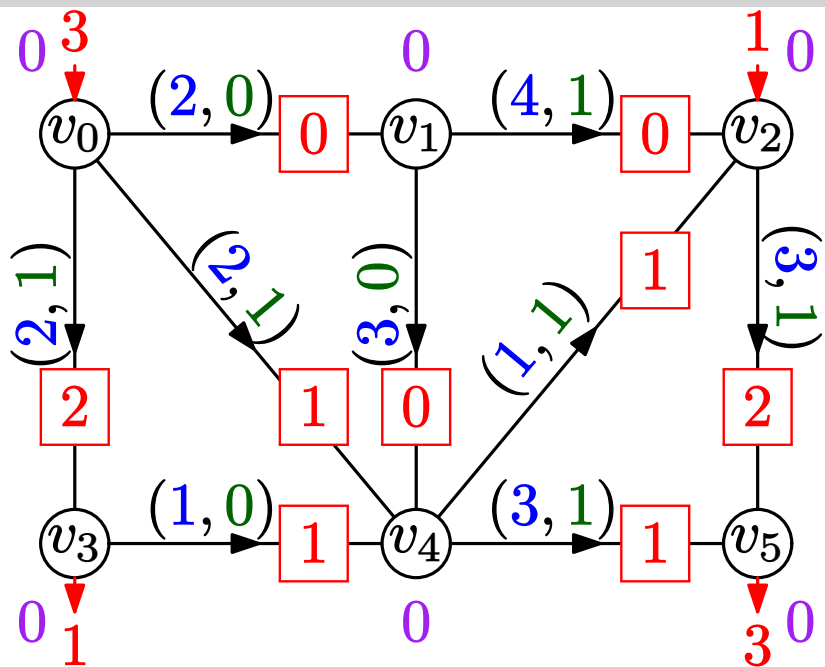 0 3 0 1 0
(2, 0) (4, 1)
v0 0 v1 0 v2
(2, 1) (2, 1) (3, 0) (1, 1) 1 (3, 1)
2 1 0 2
(1, 0) (3, 1)
v3 1 v4 1 v5
0 1 0 3 0